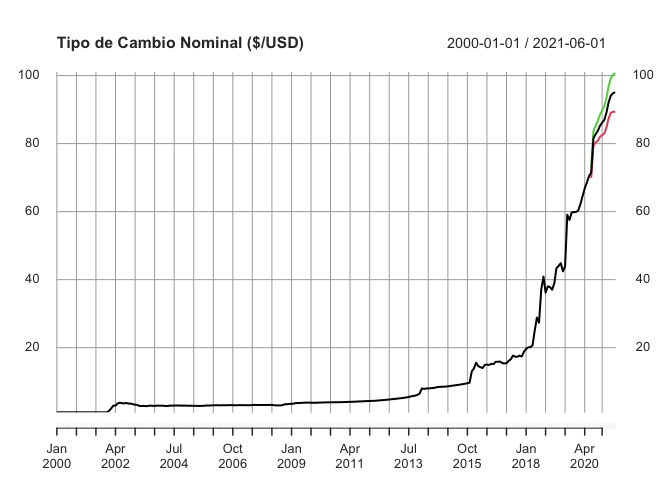 Tipo de Cambio Nominal ($/USD) 2000-01-01 / 2021-06-01
100 100
80 80
60 60
40 40
20 20
Jan Apr Jul Oct Jan Apr Jul Oct Jan Apr
2000 2002 2004 2006 2009 2011 2013 2015 2018 2020